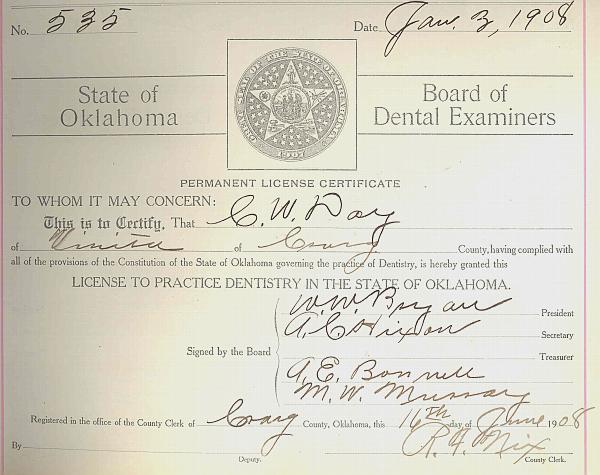 No. 535 Date Jan. 3, 1908
State of Oklahoma
Board of Dental Examiners
1907
PERMANENT LICENSE CERTIFICATE
TO WHOM IT MAY CONCERN:
This is to Certify, That C. W. Day
of Vinita of Craig County, having complied with
all of the provisions of the Constitution of the State of Oklahoma governing the practice of Dentistry, is hereby granted this
LICENSE TO PRACTICE DENTISTRY IN THE STATE OF OKLAHOMA.
W. W. Bryan President
A. C. Hixon Secretary
Treasurer
Signed by the Board
A. E. Bonnell
M. W. Murray
Registered in the office of the County Clerk of Craig County, Oklahoma, this 16th day of June 1908
By Deputy. R. F. Nix County Clerk.